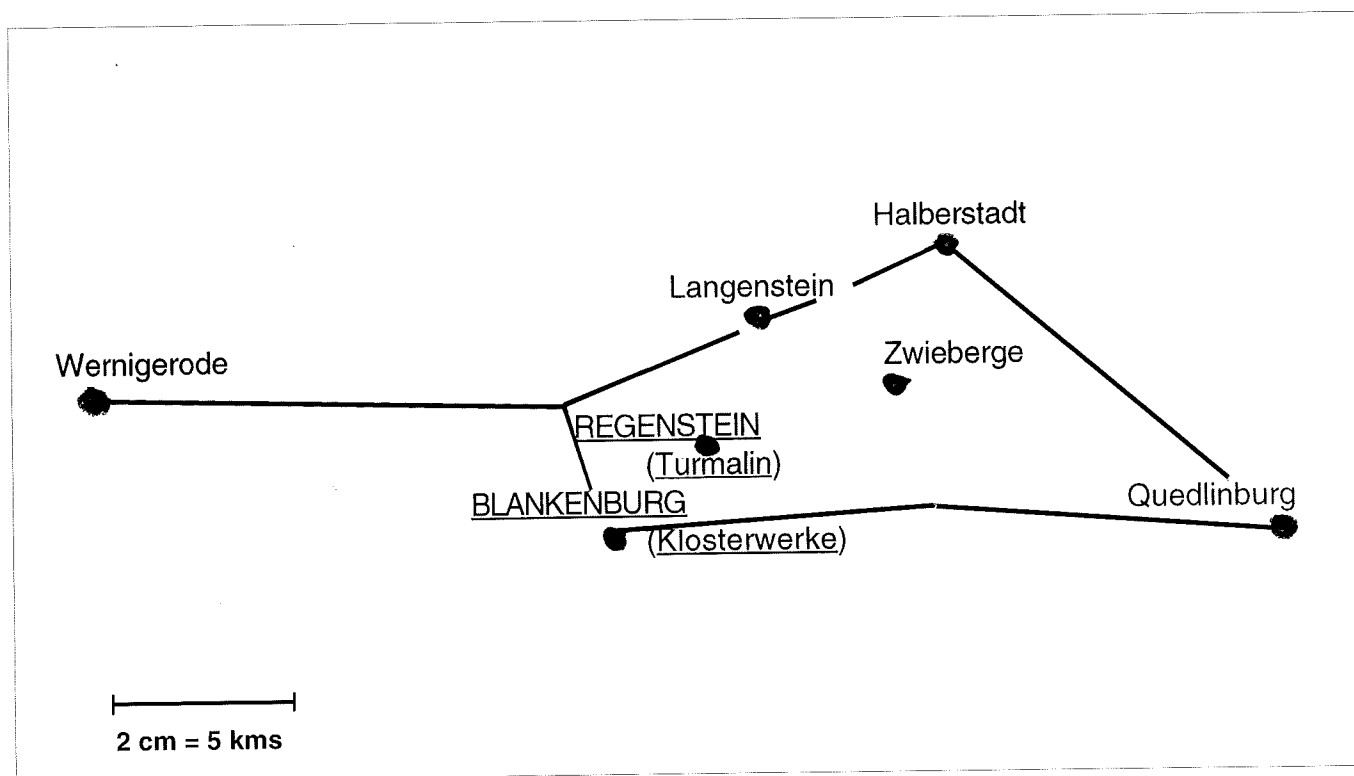 Halberstadt
Langenstein
Zwieberge
Wernigerode
REGENSTEIN
(Turmalin)
BLANKENBURG
Quedlinburg
(Klosterwerke)
2 cm = 5 kms